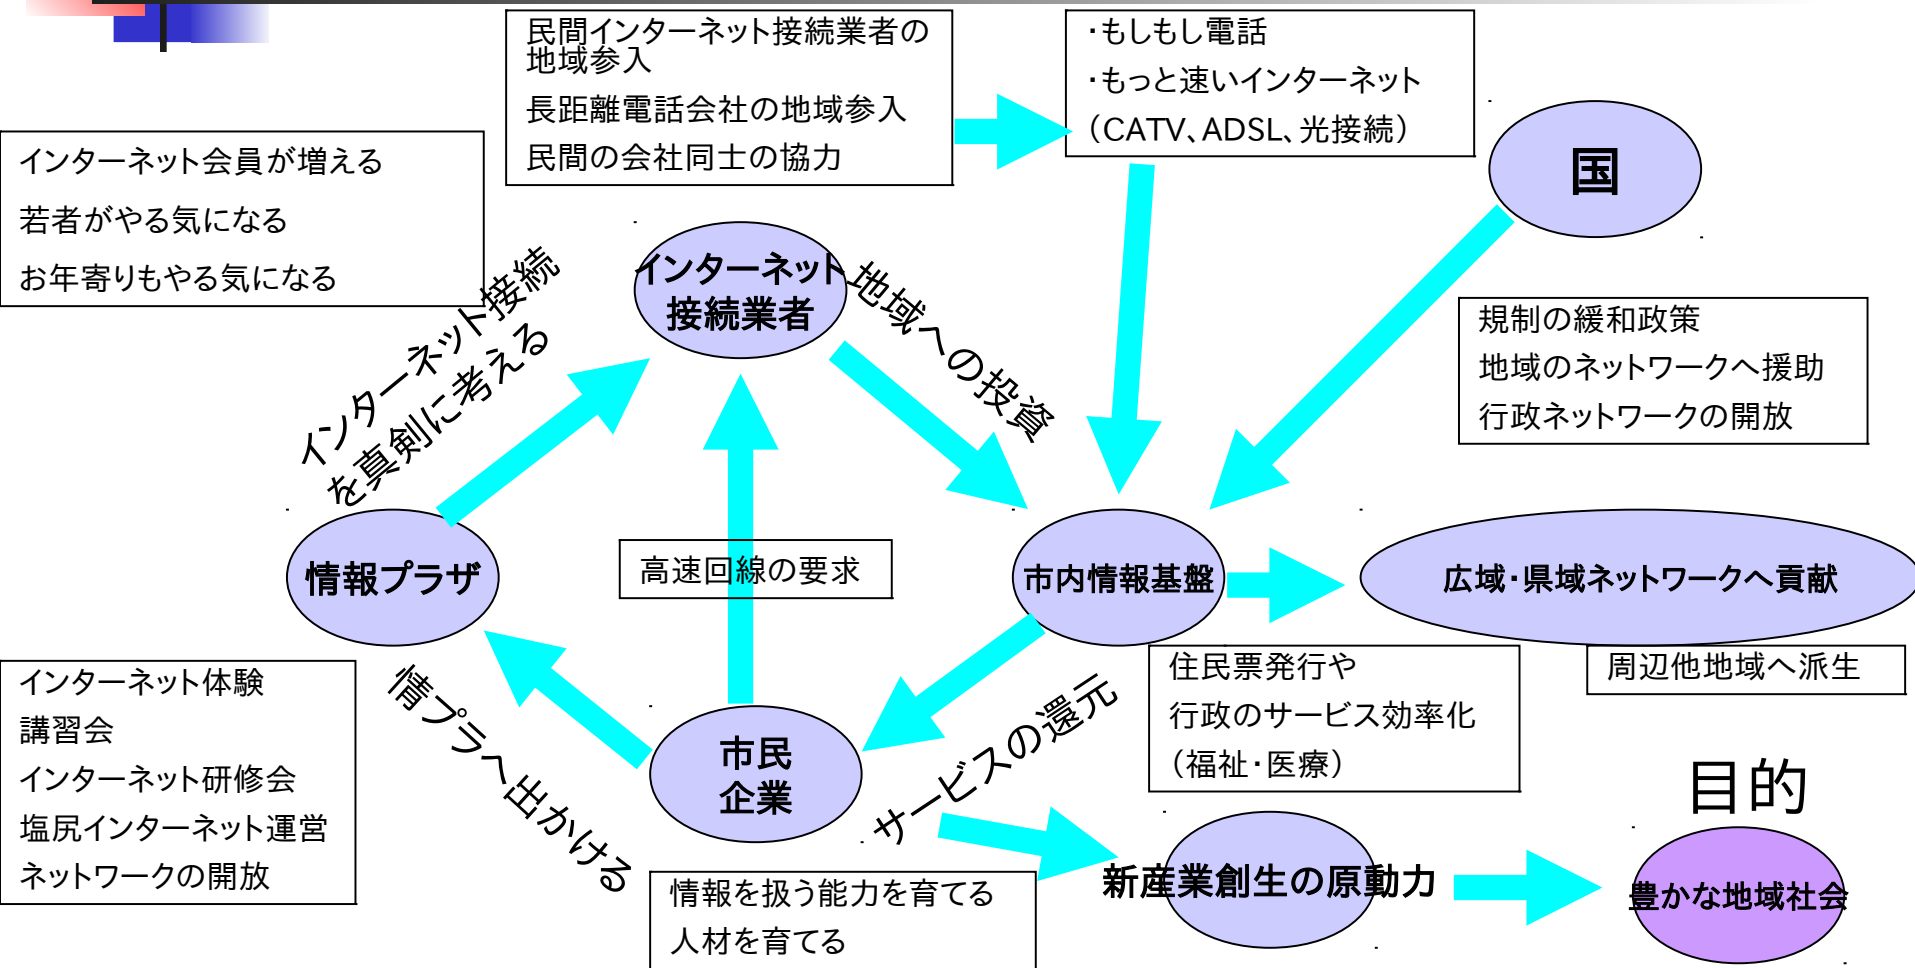 民間インターネット接続業者の
地域参入
長距離電話会社の地域参入
民間の会社同士の協力
・もしもし電話
・もっと速いインターネット
（CATV、ADSL、光接続）
国
インターネット会員が増える
若者がやる気になる
お年寄りもやる気になる
インターネット
接続業者
地域への投資
インターネット接続
を真剣に考える
規制の緩和政策
地域のネットワークへ援助
行政ネットワークの開放
情報プラザ
高速回線の要求
市内情報基盤
広域・県域ネットワークへ貢献
周辺他地域へ派生
住民票発行や
行政のサービス効率化
（福祉・医療）
インターネット体験
講習会
インターネット研修会
塩尻インターネット運営
ネットワークの開放
情プラへ出かける
市民
企業
サービスの還元
情報を扱う能力を育てる
人材を育てる
新産業創生の原動力
目的
豊かな地域社会